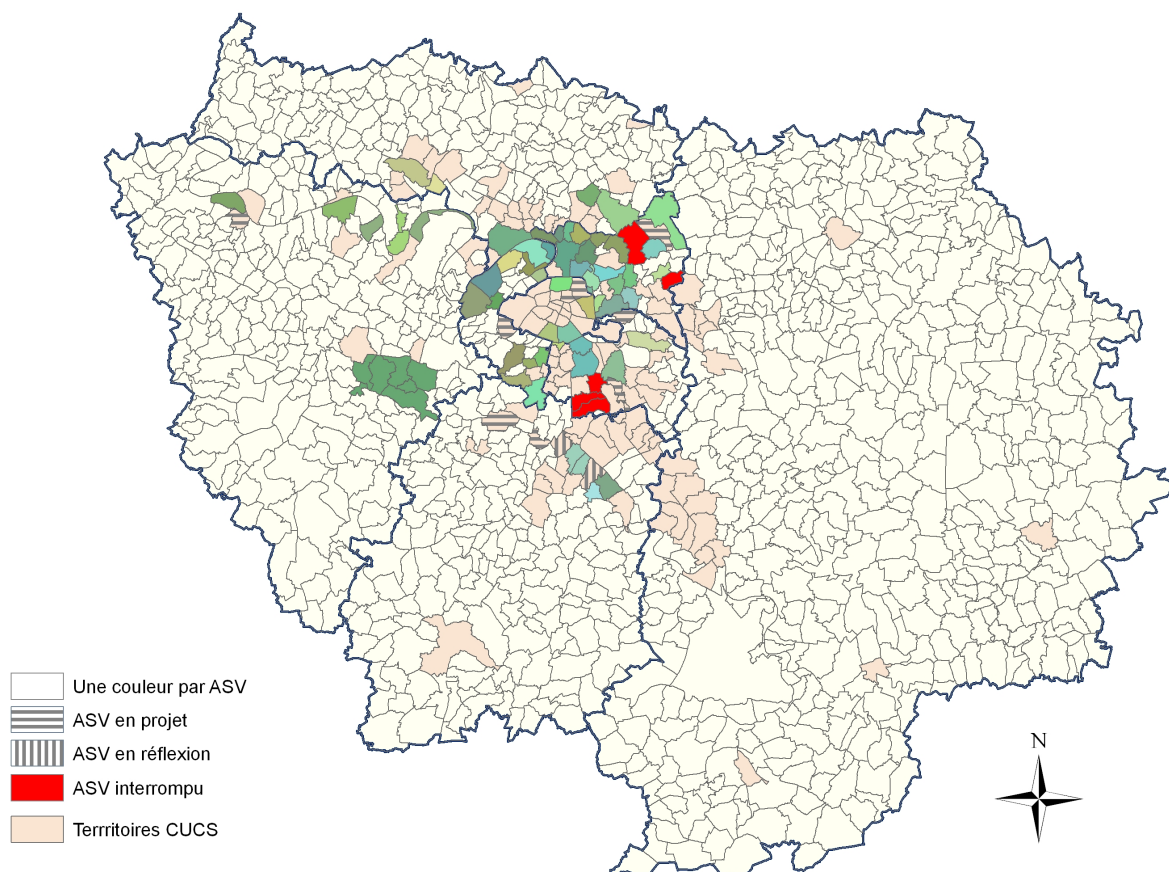 Une couleur par ASV
ASV en projet
ASV en réflexion
ASV interrompu
Terrritoires CUCS
N